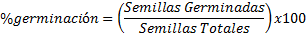 %germinación = (Semillas Germinadas / Semillas Totales) x100